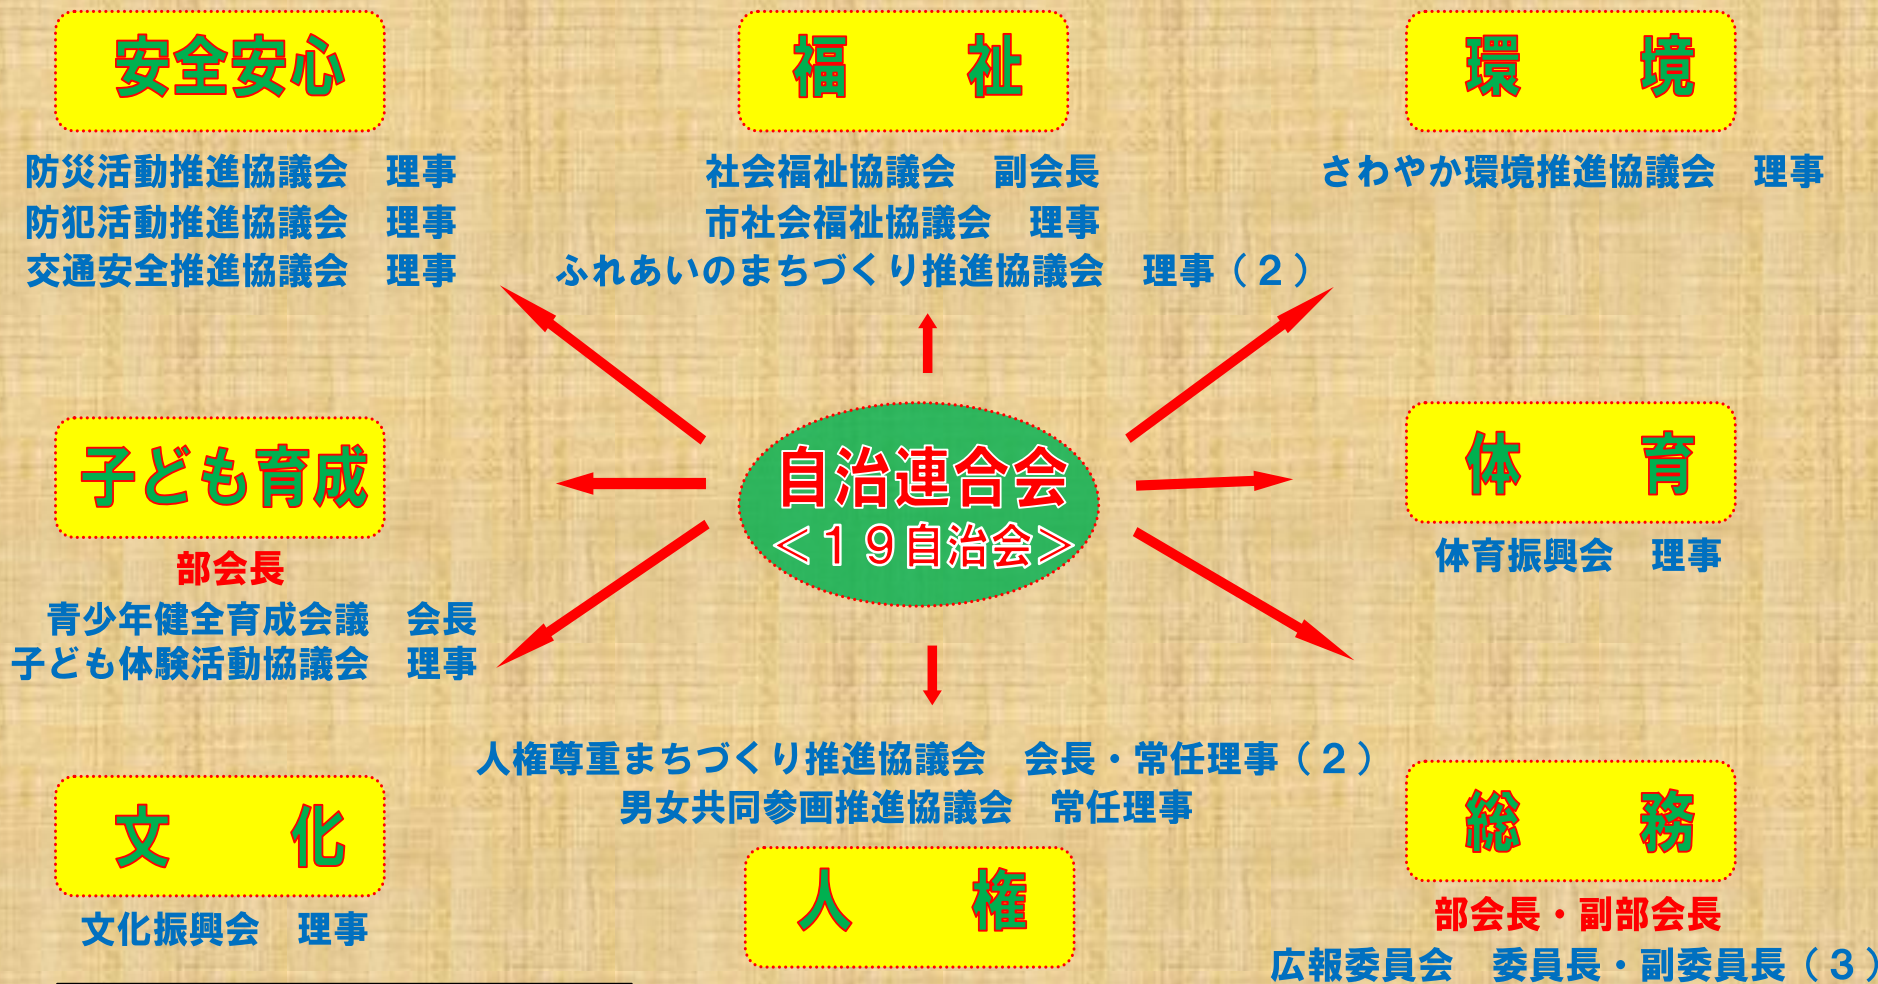 安全安心
防災活動推進協議会　理事
防犯活動推進協議会　理事
交通安全推進協議会　理事
福　祉
社会福祉協議会　副会長
市社会福祉協議会　理事
ふれあいのまちづくり推進協議会　理事（２）
環　境
さわやか環境推進協議会　理事
子ども育成
部会長
青少年健全育成会議　会長
子ども体験活動協議会　理事
自治連合会
＜１９自治会＞
体　育
体育振興会　理事
文　化
文化振興会　理事
人権尊重まちづくり推進協議会　会長・常任理事（２）
男女共同参画推進協議会　常任理事
人　権
総　務
部会長・副部会長
広報委員会　委員長・副委員長（３）